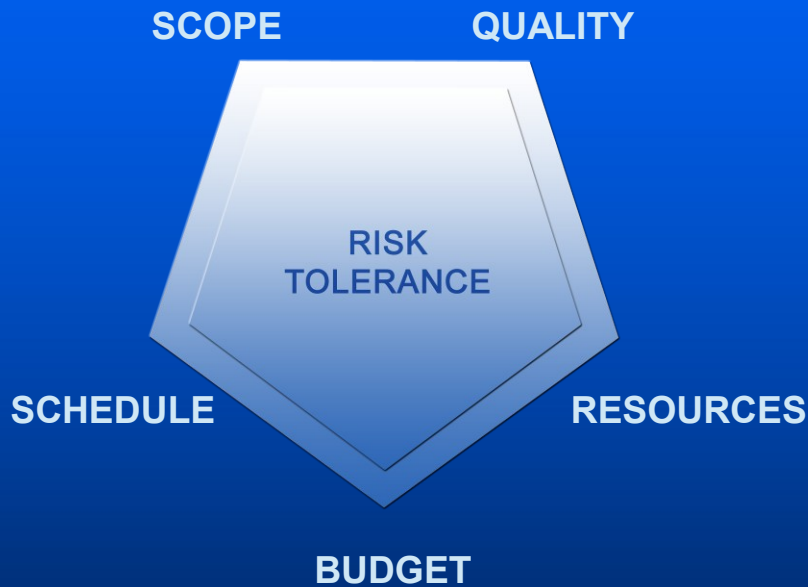 SCOPE
QUALITY
RISK
TOLERANCE
SCHEDULE
RESOURCES
BUDGET